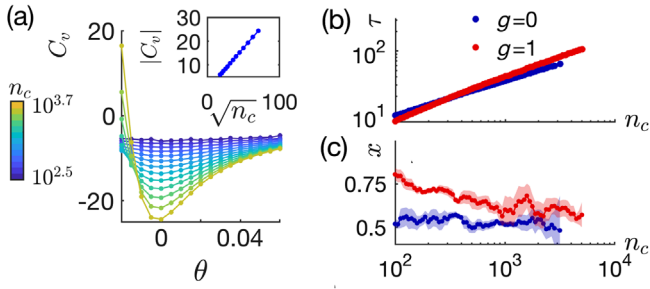 (a)
C_v
20
0
-20
n_c
10^{3.7}
10^{2.5}
0
0.04
θ
|C_v|
30
20
10
0
100
√n_c
(b)
τ
10^2
10^1
g=0
g=1
n_c
(c)
x
0.75
0.5
n_c
10^2
10^3
10^4